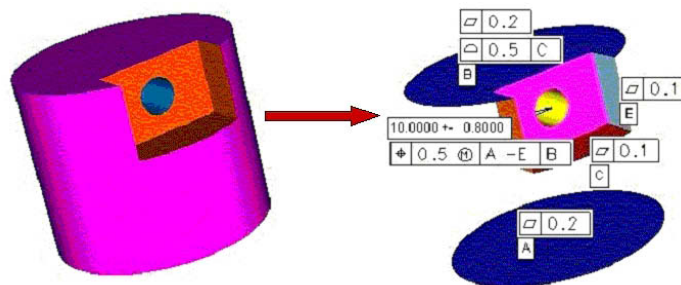 ⏥ 0.2
⌓ 0.5 C
B
⏥ 0.1
E
10.0000 +- 0.8000
⌖ 0.5 Ⓜ A -E B
⏥ 0.1
C
⏥ 0.2
A